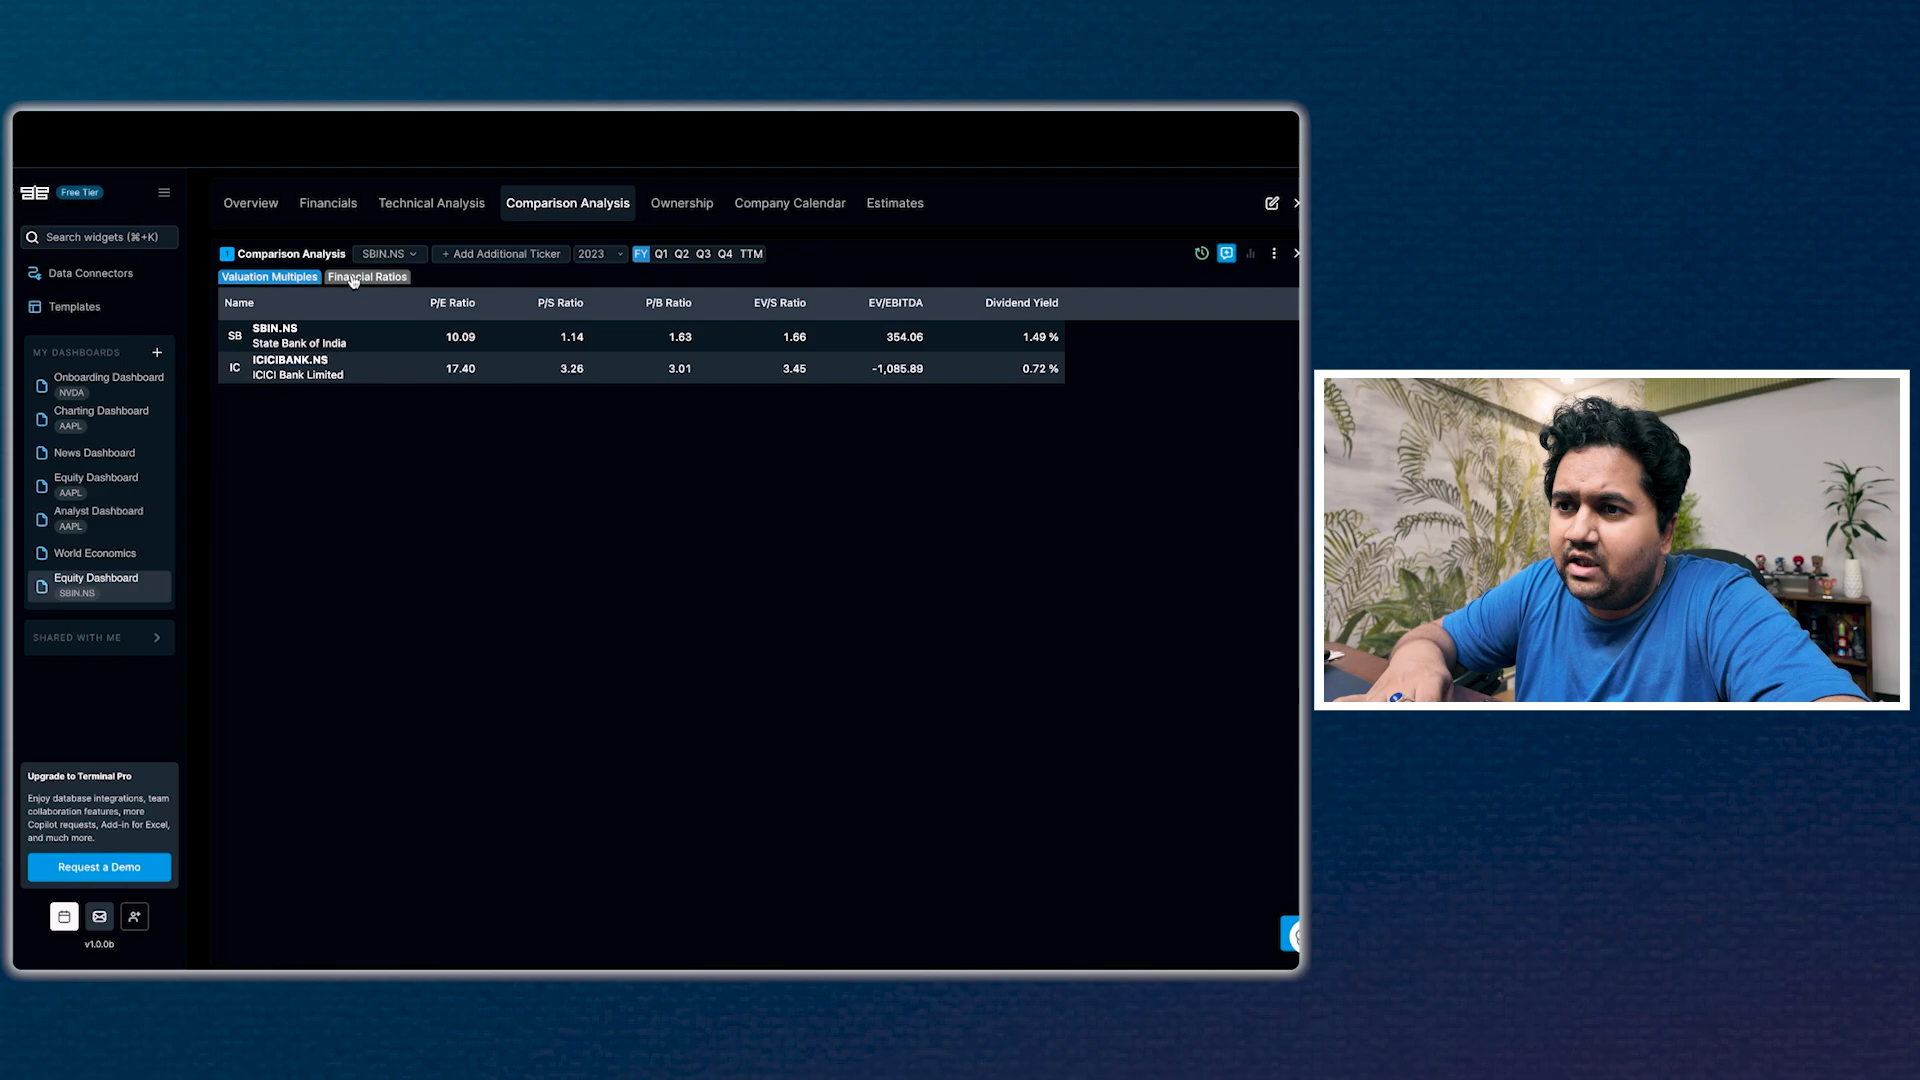 Free Tier
Search widgets (⌘+K)
Data Connectors
Templates
MY DASHBOARDS +
Onboarding Dashboard
NVDA
Charting Dashboard
AAPL
News Dashboard
Equity Dashboard
AAPL
Analyst Dashboard
AAPL
World Economics
Equity Dashboard
SBIN.NS
SHARED WITH ME
Upgrade to Terminal Pro
Enjoy database integrations, team
collaboration features, more
Copilot requests, Add-in for Excel,
and much more.
Request a Demo
v1.0.0b
Overview Financials Technical Analysis Comparison Analysis Ownership Company Calendar Estimates
1 Comparison Analysis SBIN.NS + Add Additional Ticker 2023 FY Q1 Q2 Q3 Q4 TTM
Valuation Multiples Financial Ratios
Name P/E Ratio P/S Ratio P/B Ratio EV/S Ratio EV/EBITDA Dividend Yield
SB SBIN.NS 10.09 1.14 1.63 1.66 354.06 1.49 %
State Bank of India
IC ICICIBANK.NS 17.40 3.26 3.01 3.45 -1,085.89 0.72 %
ICICI Bank Limited